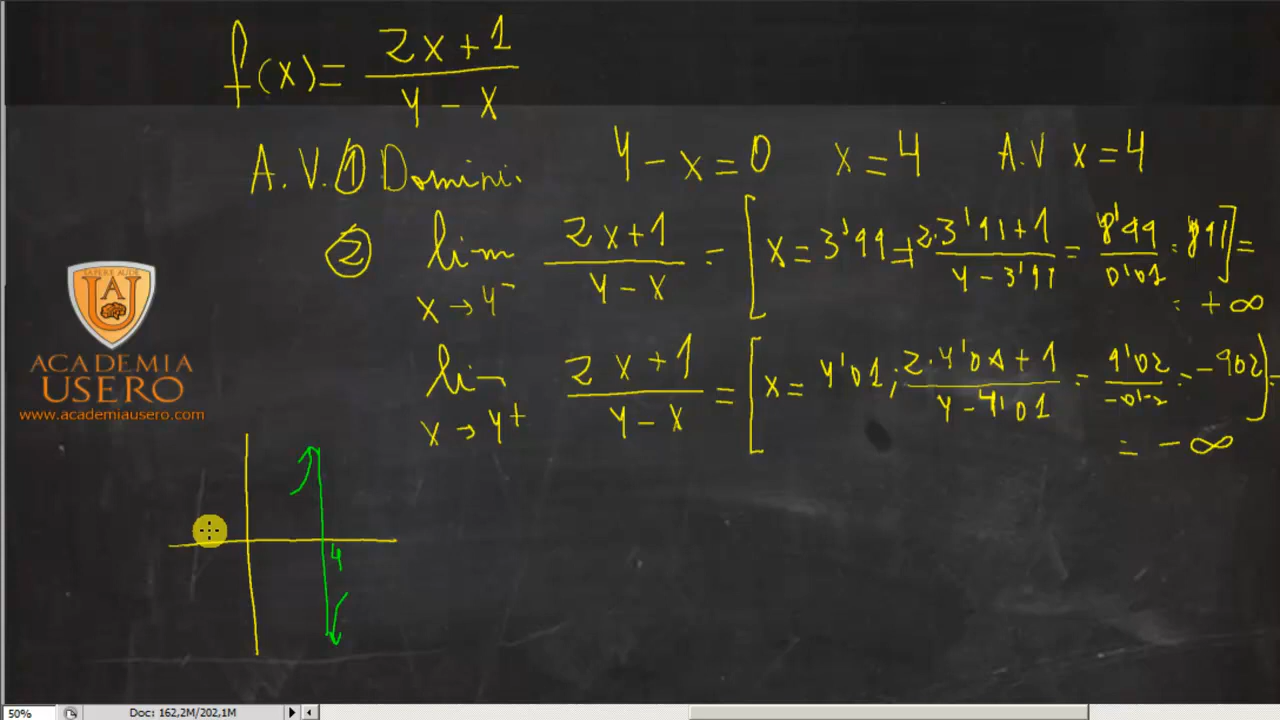 f(x) = (2x+1)/(4-x)
A.V. ① Domini. 4-x=0 x=4 A.V x=4
② lim x→4⁻ (2x+1)/(4-x) = [x=3'99 → (2·3'99+1)/(4-3'99) = 8'99/0'01 = 899] = = +∞
lim x→4⁺ (2x+1)/(4-x) = [x=4'01; (2·4'01+1)/(4-4'01) = 9'02/-0'01 = -902] = = -∞
4
SAPERE AUDE
UA
ACADEMIA
USERO
www.academiausero.com
50% Doc: 162,2M/202,1M